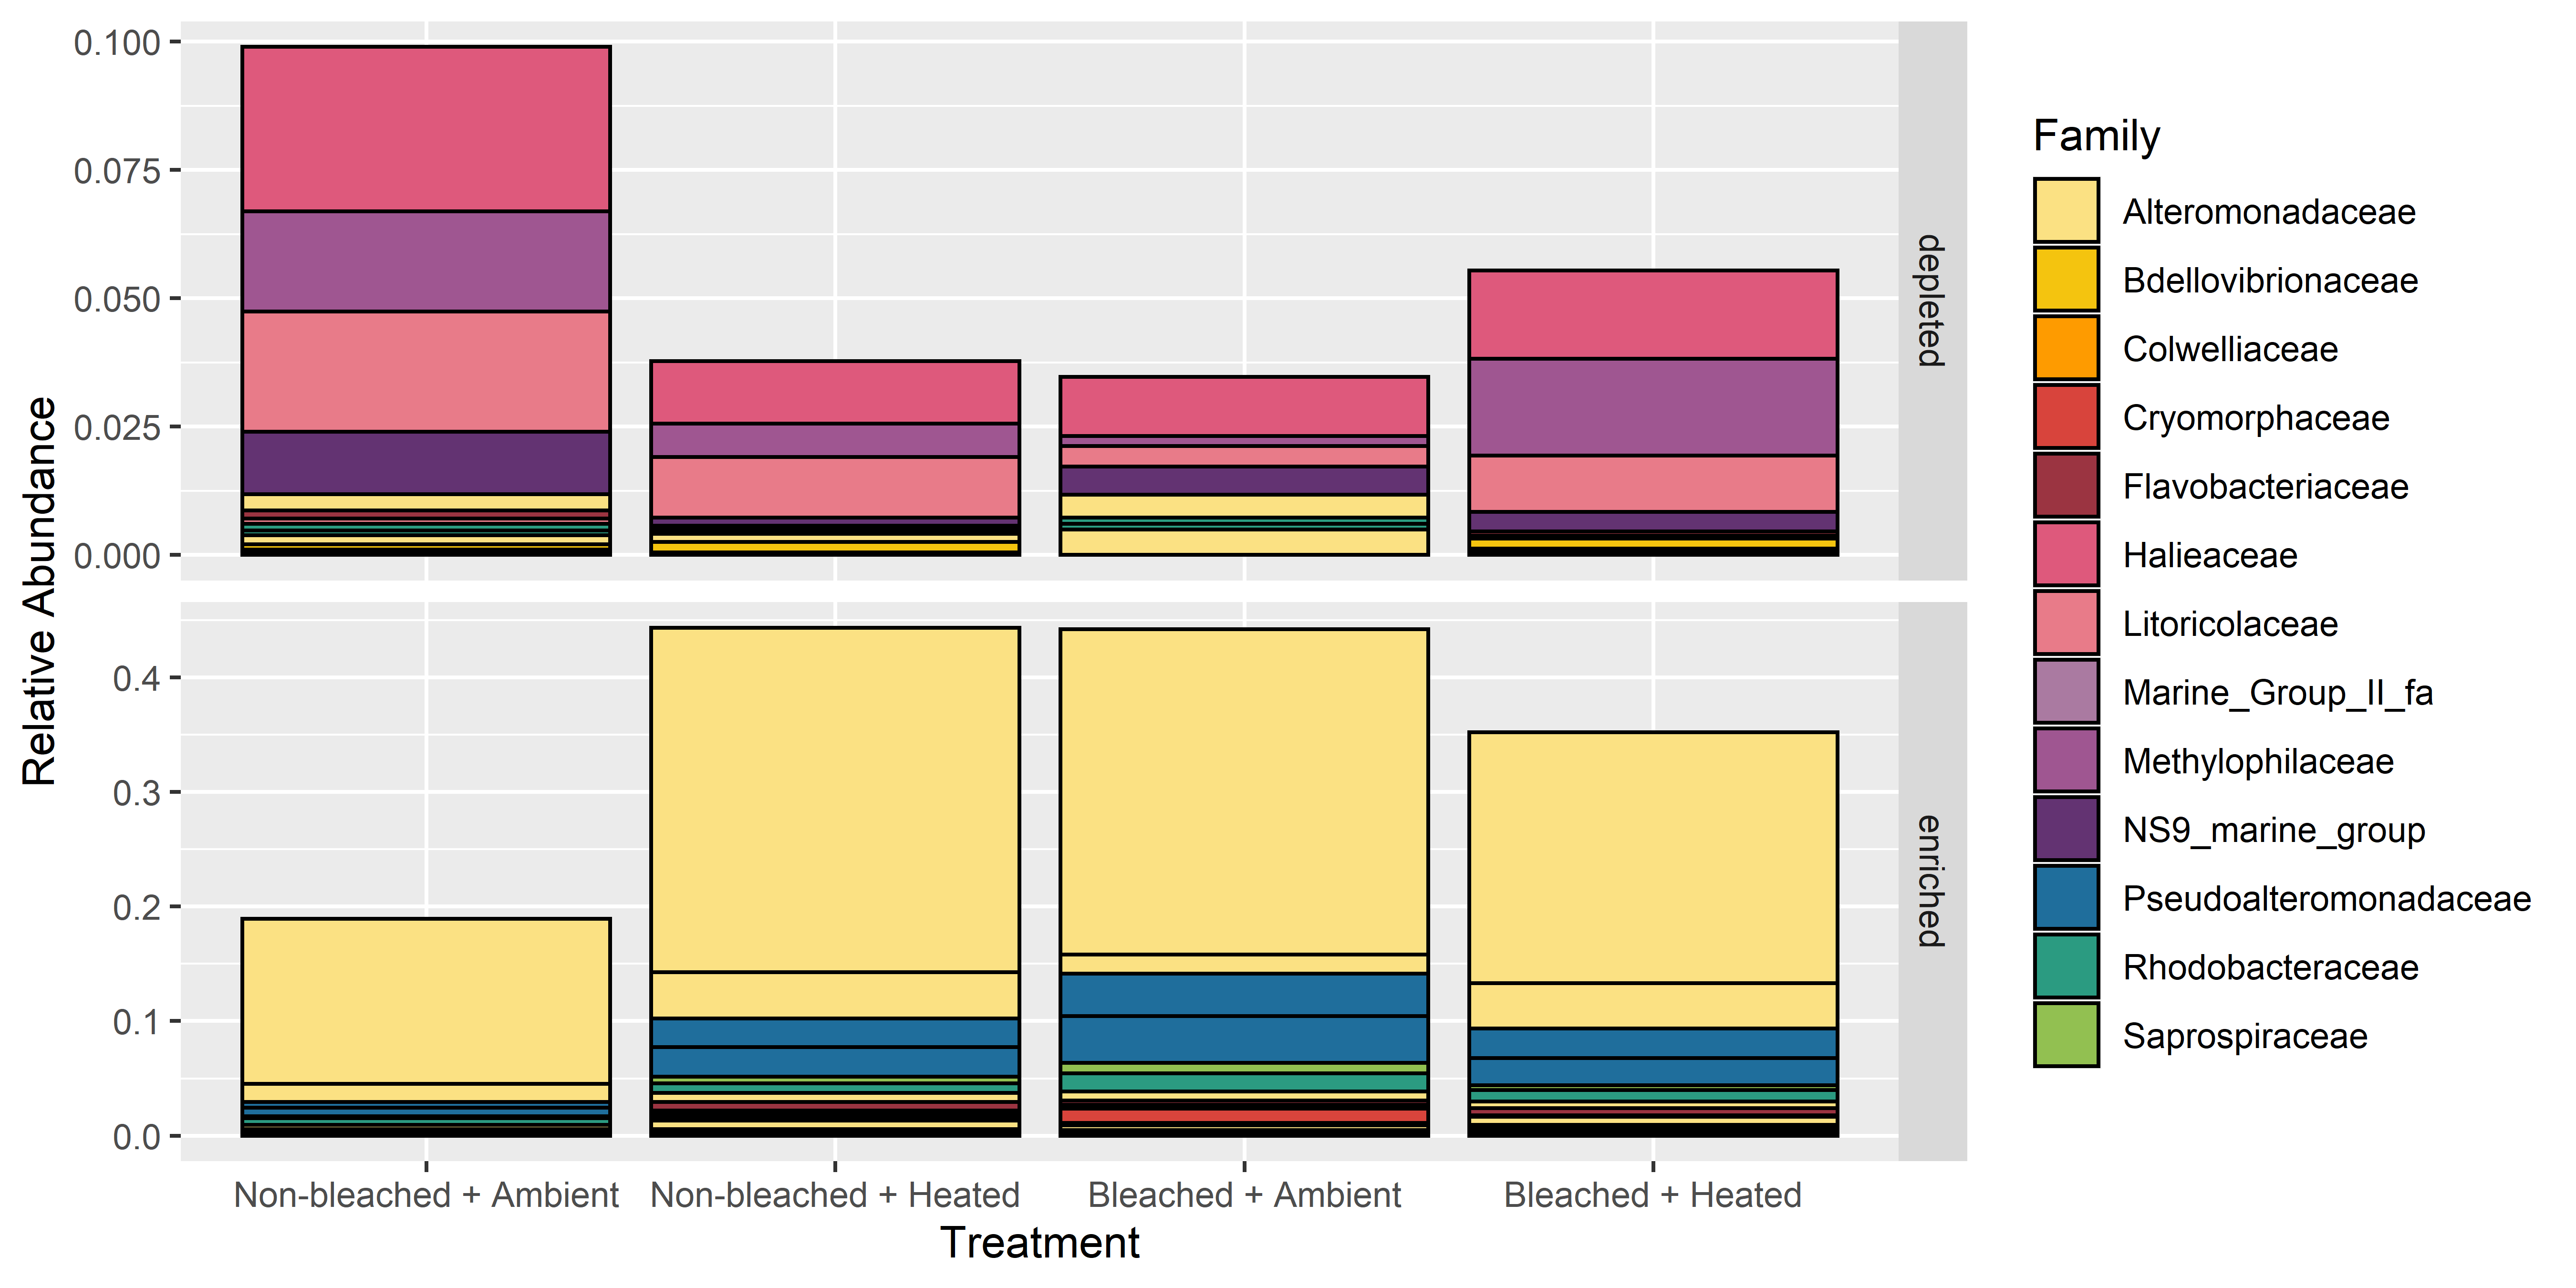 0.100
0.075
0.050
0.025
0.000
depleted
0.4
0.3
0.2
0.1
0.0
enriched
Relative Abundance
Non-bleached + Ambient
Non-bleached + Heated
Bleached + Ambient
Bleached + Heated
Treatment
Family
Alteromonadaceae
Bdellovibrionaceae
Colwelliaceae
Cryomorphaceae
Flavobacteriaceae
Halieaceae
Litoricolaceae
Marine_Group_II_fa
Methylophilaceae
NS9_marine_group
Pseudoalteromonadaceae
Rhodobacteraceae
Saprospiraceae